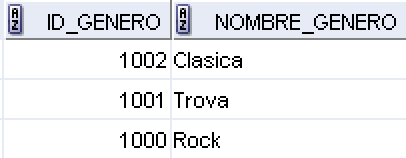 ID_GENERO NOMBRE_GENERO
1002 Clasica
1001 Trova
1000 Rock